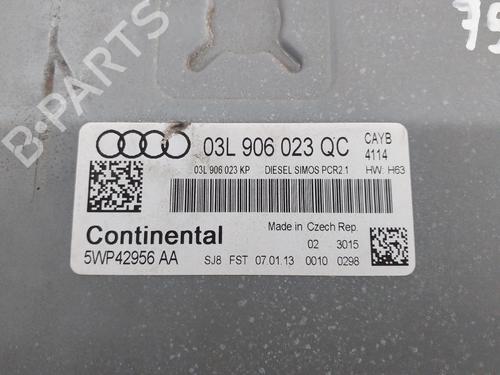 B-PARTS
03L 906 023 QC
CAYB
4114
03L 906 023 KP DIESEL SIMOS PCR2.1 HW: H63
Continental
Made in Czech Rep.
02 3015
5WP42956 AA SJ8 FST 07.01.13 0010 0298